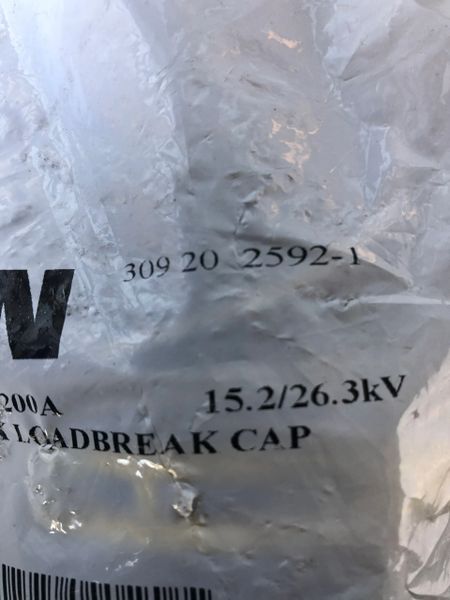 W 309 20 2592-1
200A 15.2/26.3kV
LOADBREAK CAP